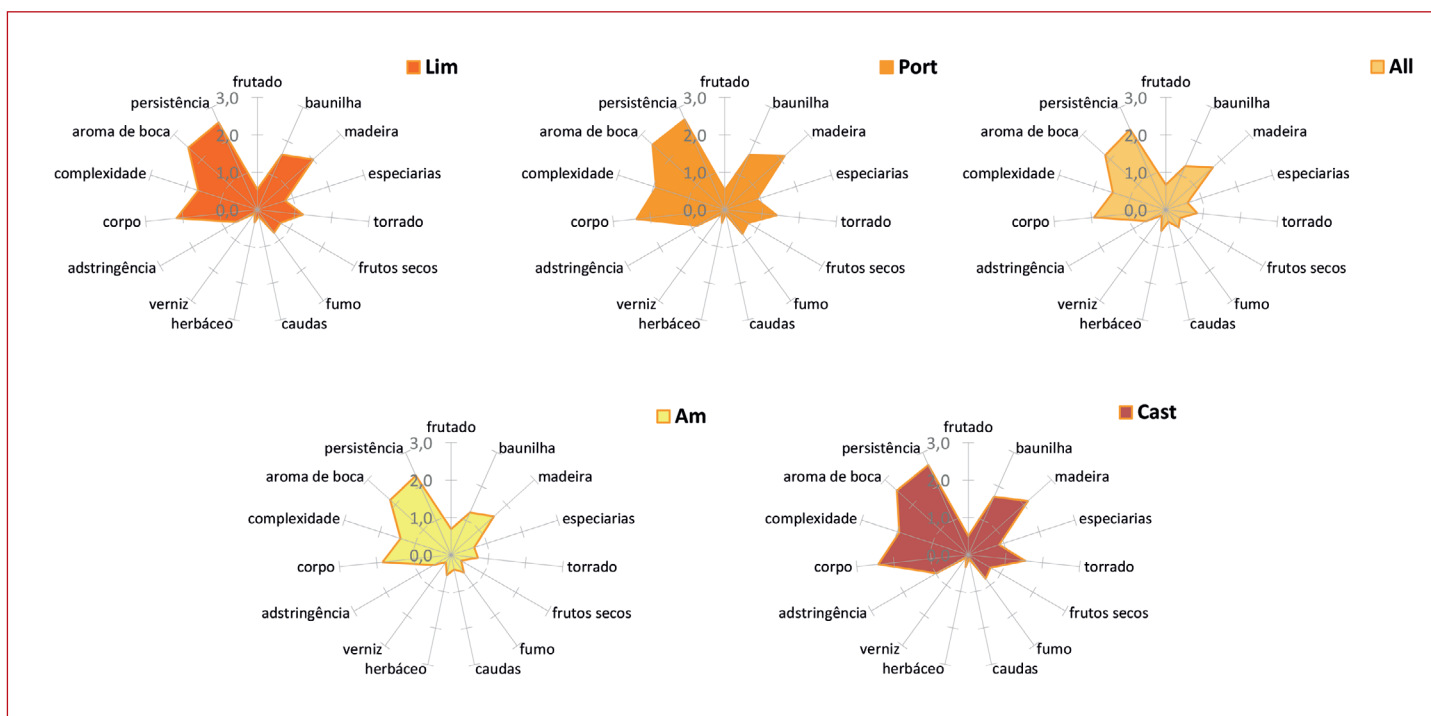 Lim
frutado
3,0
persistência
baunilha
2,0
aroma de boca
madeira
1,0
complexidade
especiarias
0,0
corpo
torrado
adstringência
frutos secos
verniz
fumo
herbáceo
caudas
Port
frutado
3,0
persistência
baunilha
2,0
aroma de boca
madeira
1,0
complexidade
especiarias
0,0
corpo
torrado
adstringência
frutos secos
verniz
fumo
herbáceo
caudas
All
frutado
3,0
persistência
baunilha
2,0
aroma de boca
madeira
1,0
complexidade
especiarias
0,0
corpo
torrado
adstringência
frutos secos
verniz
fumo
herbáceo
caudas
Am
frutado
3,0
persistência
baunilha
2,0
aroma de boca
madeira
1,0
complexidade
especiarias
0,0
corpo
torrado
adstringência
frutos secos
verniz
fumo
herbáceo
caudas
Cast
frutado
3,0
persistência
baunilha
2,0
aroma de boca
madeira
1,0
complexidade
especiarias
0,0
corpo
torrado
adstringência
frutos secos
verniz
fumo
herbáceo
caudas